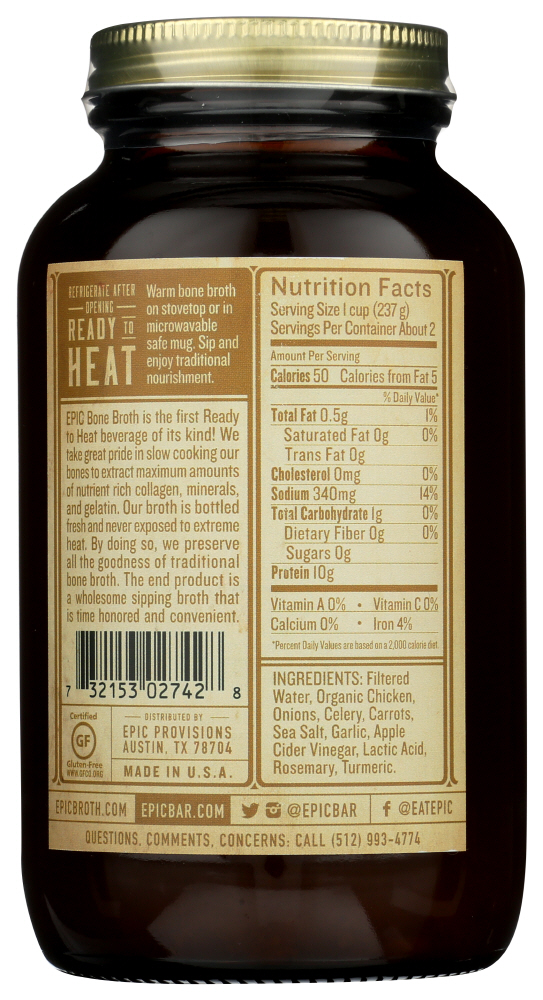 REFRIGERATE AFTER
OPENING
READY TO
HEAT
Warm bone broth
on stovetop or in
microwavable
safe mug. Sip and
enjoy traditional
nourishment.
EPIC Bone Broth is the first Ready
to Heat beverage of its kind! We
take great pride in slow cooking our
bones to extract maximum amounts
of nutrient rich collagen, minerals,
and gelatin. Our broth is bottled
fresh and never exposed to extreme
heat. By doing so, we preserve
all the goodness of traditional
bone broth. The end product is
a wholesome sipping broth that
is time honored and convenient.
7 32153 02742 8
Certified
GF
Gluten-Free
WWW.GFCO.ORG
DISTRIBUTED BY
EPIC PROVISIONS
AUSTIN, TX 78704
MADE IN U.S.A.
Nutrition Facts
Serving Size 1 cup (237 g)
Servings Per Container About 2
Amount Per Serving
Calories 50 Calories from Fat 5
% Daily Value*
Total Fat 0.5g 1%
Saturated Fat 0g 0%
Trans Fat 0g
Cholesterol 0mg 0%
Sodium 340mg 14%
Total Carbohydrate 1g 0%
Dietary Fiber 0g 0%
Sugars 0g
Protein 10g
Vitamin A 0% • Vitamin C 0%
Calcium 0% • Iron 4%
*Percent Daily Values are based on a 2,000 calorie diet.
INGREDIENTS: Filtered
Water, Organic Chicken,
Onions, Celery, Carrots,
Sea Salt, Garlic, Apple
Cider Vinegar, Lactic Acid,
Rosemary, Turmeric.
EPICBROTH.COM EPICBAR.COM @EPICBAR f @EATEPIC
QUESTIONS, COMMENTS, CONCERNS: CALL (512) 993-4774